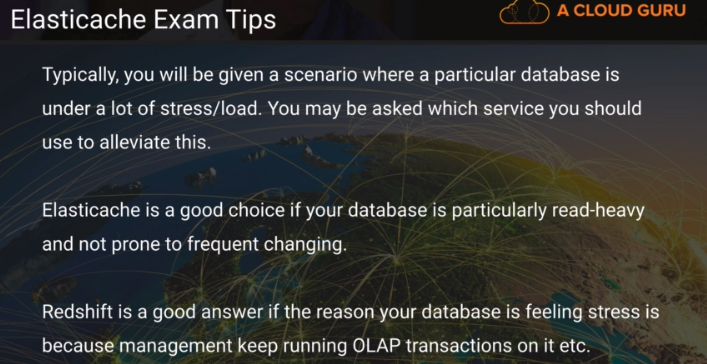 Elasticache Exam Tips
A CLOUD GURU
Typically, you will be given a scenario where a particular database is
under a lot of stress/load. You may be asked which service you should
use to alleviate this.
Elasticache is a good choice if your database is particularly read-heavy
and not prone to frequent changing.
Redshift is a good answer if the reason your database is feeling stress is
because management keep running OLAP transactions on it etc.